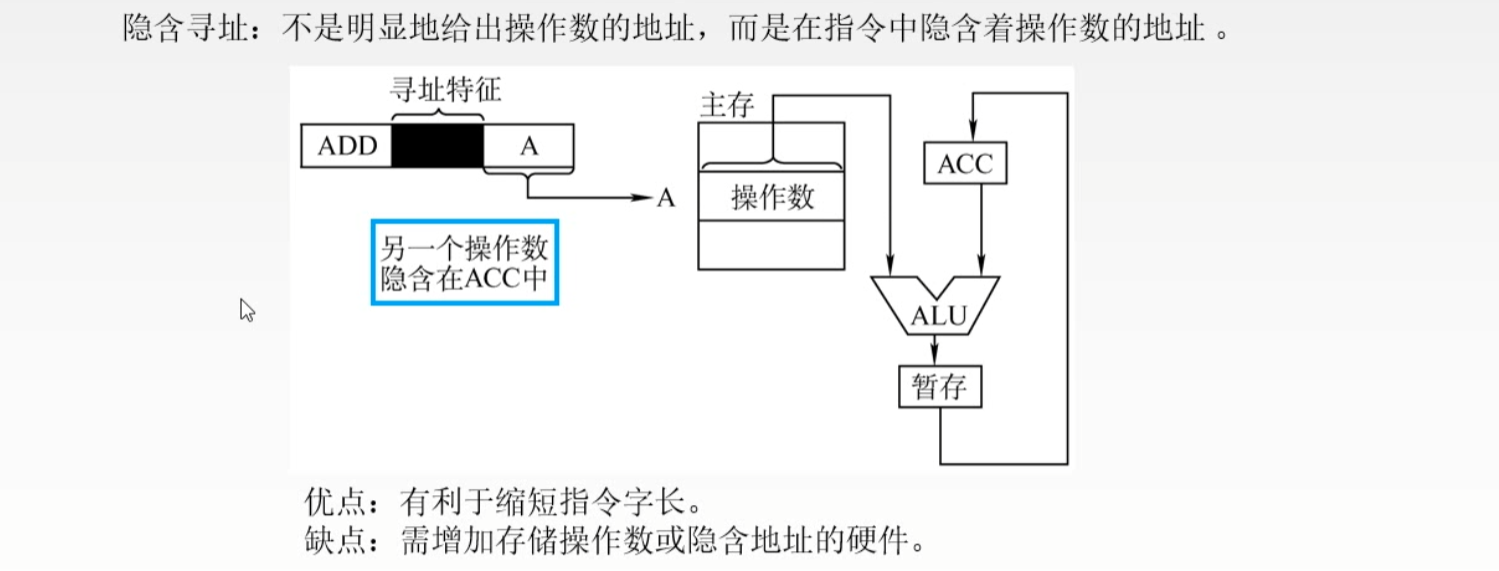 隐含寻址：不是明显地给出操作数的地址，而是在指令中隐含着操作数的地址 。
寻址特征
ADD
A
A
另一个操作数
隐含在ACC中
主存
操作数
ACC
ALU
暂存
优点：有利于缩短指令字长。
缺点：需增加存储操作数或隐含地址的硬件。